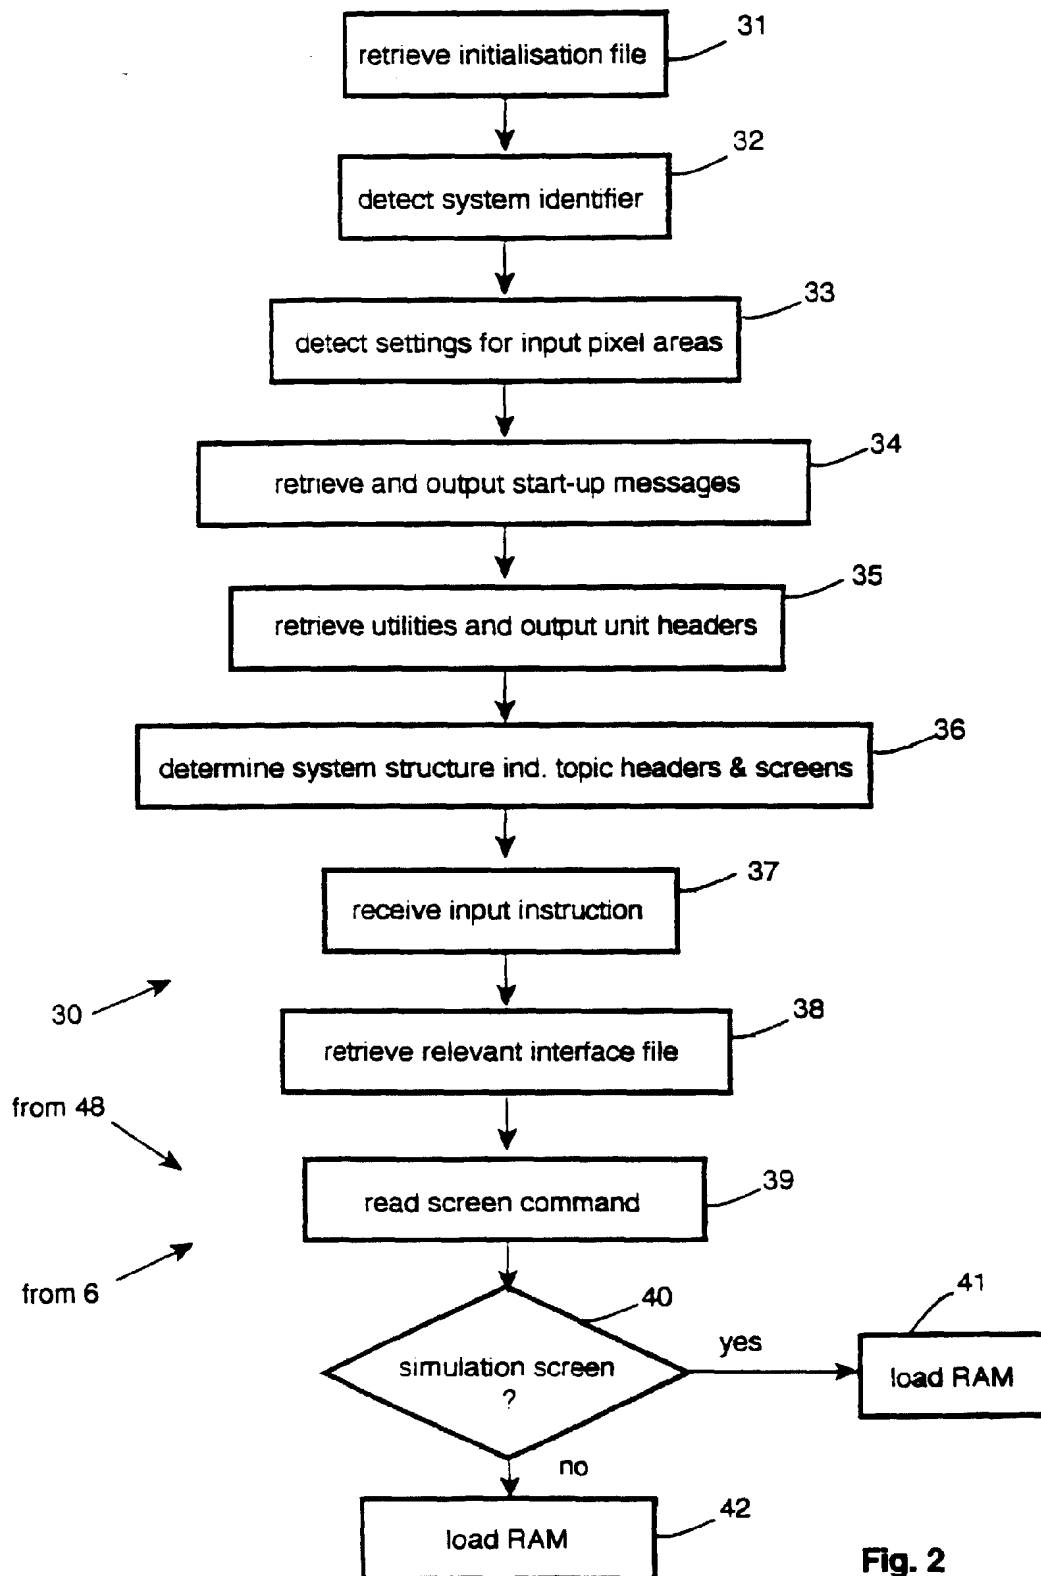 retrieve initialisation file
31
detect system identifier
32
detect settings for input pixel areas
33
retrieve and output start-up messages
34
retrieve utilities and output unit headers
35
determine system structure ind. topic headers & screens
36
receive input instruction
37
30
retrieve relevant interface file
38
from 48
read screen command
39
from 6
40
simulation screen
?
yes
41
load RAM
no
load RAM
42
Fig. 2